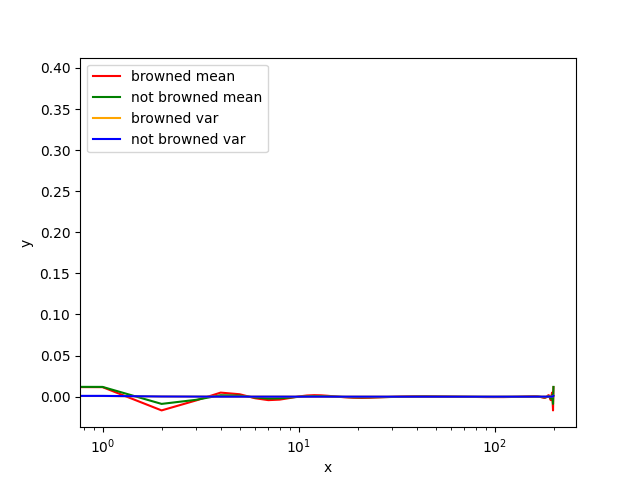 0.40
0.35
0.30
0.25
0.20
0.15
0.10
0.05
0.00
y
browned mean
not browned mean
browned var
not browned var
10⁰
10¹
10²
x